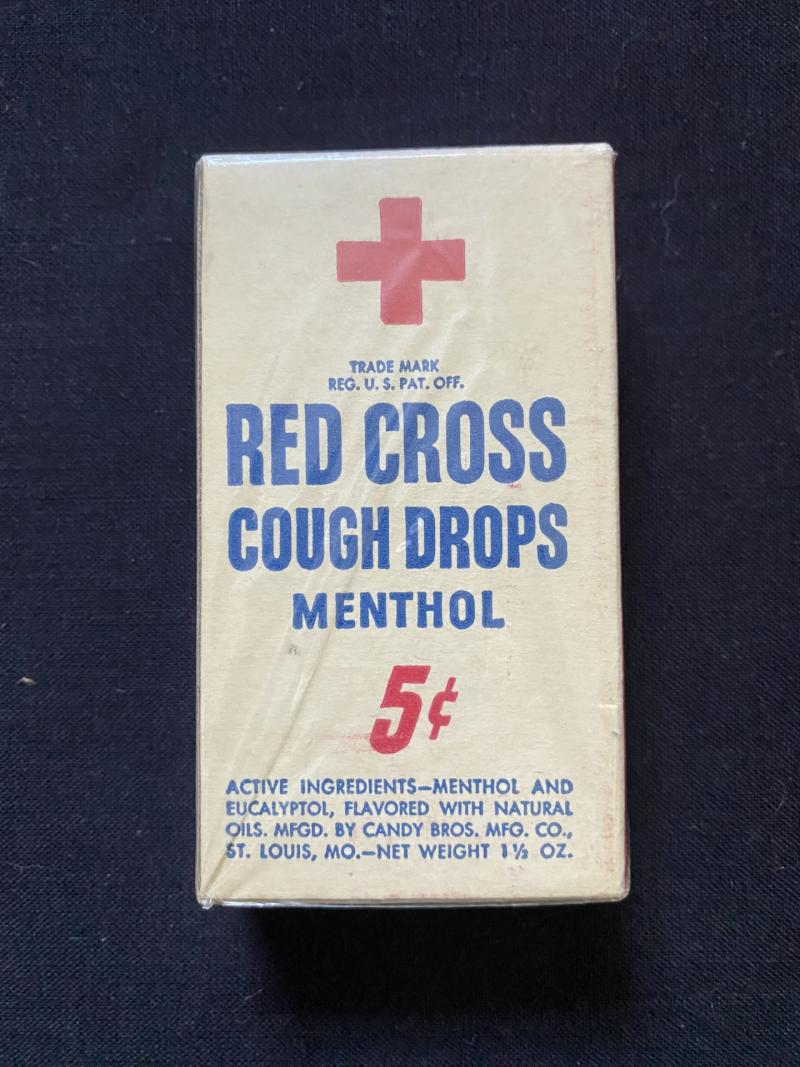 TRADE MARK
REG. U. S. PAT. OFF.
RED CROSS
COUGH DROPS
MENTHOL
5¢
ACTIVE INGREDIENTS—MENTHOL AND
EUCALYPTOL, FLAVORED WITH NATURAL
OILS. MFGD. BY CANDY BROS. MFG. CO.,
ST. LOUIS, MO.—NET WEIGHT 1⅓ OZ.